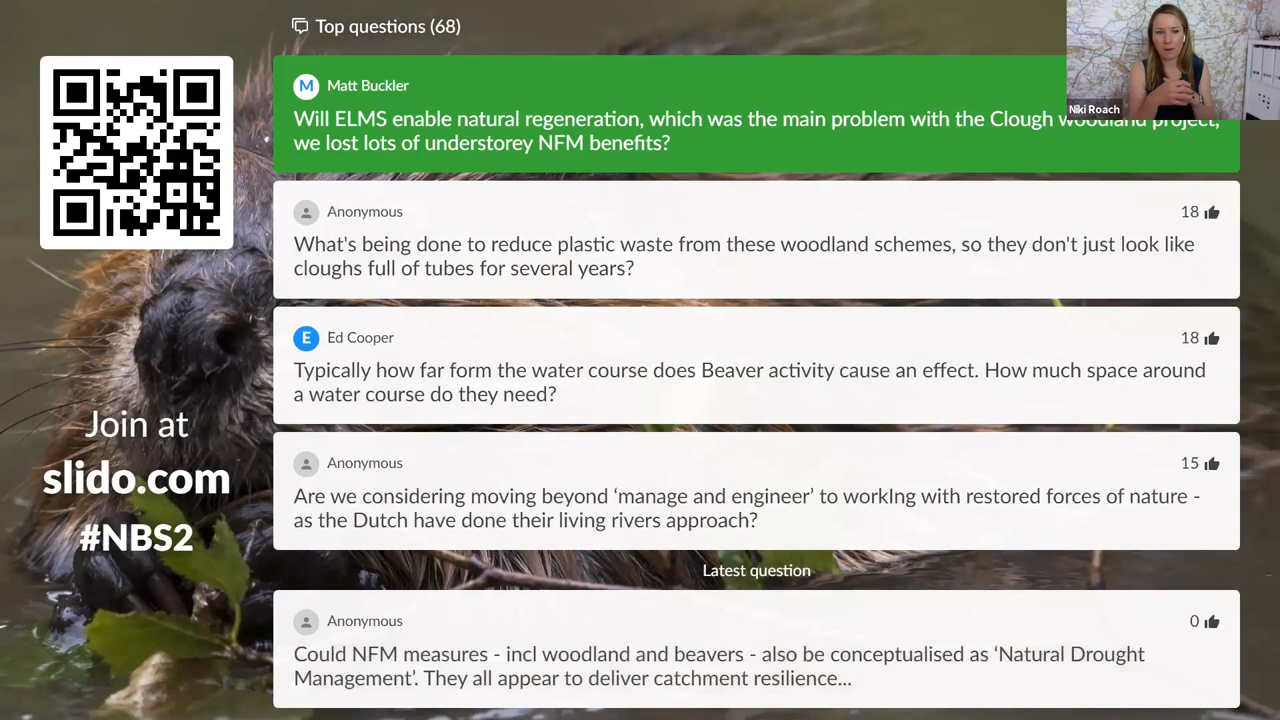 Top questions (68)
M Matt Buckler
Will ELMS enable natural regeneration, which was the main problem with the Clough woodland project,
we lost lots of understorey NFM benefits?
Niki Roach
Anonymous
18
What's being done to reduce plastic waste from these woodland schemes, so they don't just look like
cloughs full of tubes for several years?
E Ed Cooper
18
Typically how far form the water course does Beaver activity cause an effect. How much space around
a water course do they need?
Anonymous
15
Are we considering moving beyond ‘manage and engineer’ to workIng with restored forces of nature -
as the Dutch have done their living rivers approach?
Latest question
Anonymous
0
Could NFM measures - incl woodland and beavers - also be conceptualised as ‘Natural Drought
Management’. They all appear to deliver catchment resilience...
Join at
slido.com
#NBS2